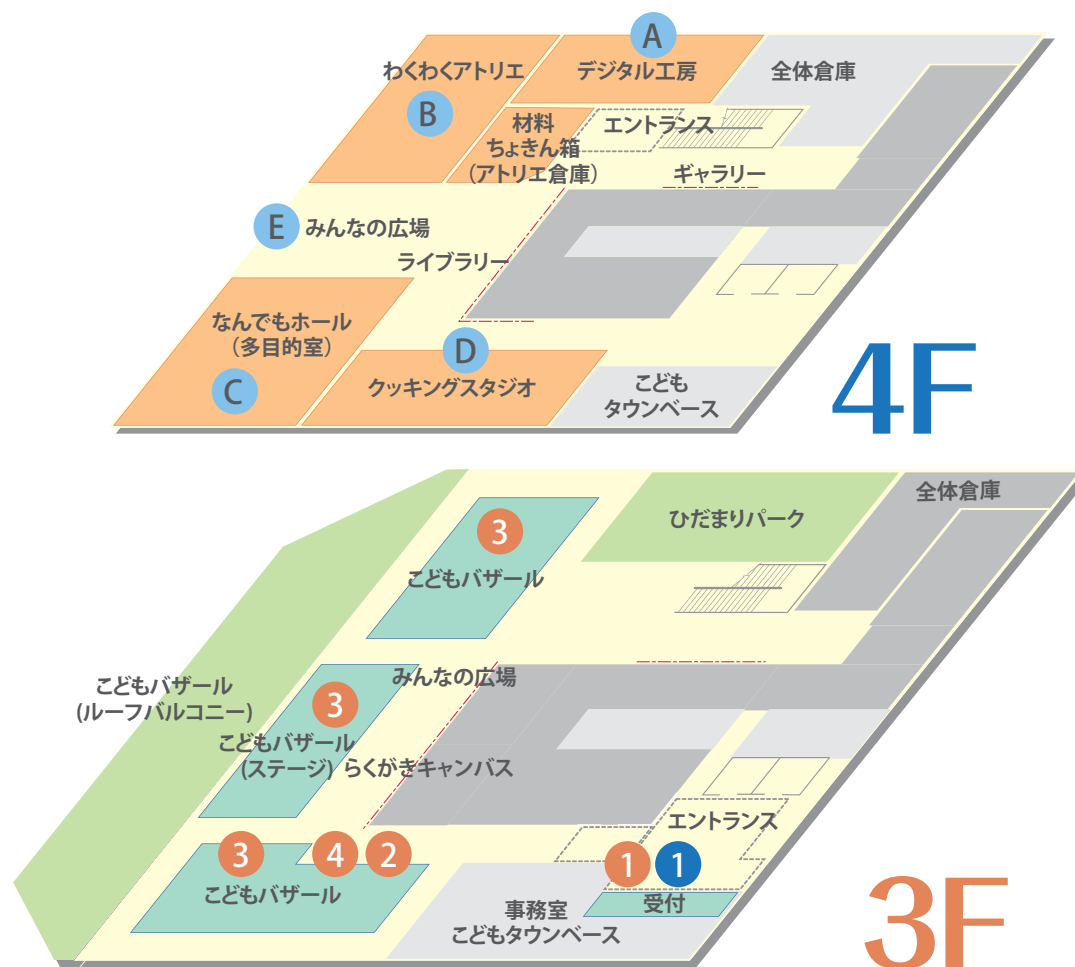 A
わくわくアトリエ
デジタル工房
全体倉庫
B
材料
ちょきん箱
（アトリエ倉庫）
エントランス
ギャラリー
E
みんなの広場
ライブラリー
なんでもホール
（多目的室）
D
C
クッキングスタジオ
こども
タウンベース
4F
全体倉庫
3
ひだまりパーク
こどもバザール
みんなの広場
こどもバザール
(ルーフバルコニー)
3
こどもバザール
(ステージ)
らくがきキャンバス
エントランス
3
4
2
1
1
こどもバザール
受付
事務室
こどもタウンベース
3F